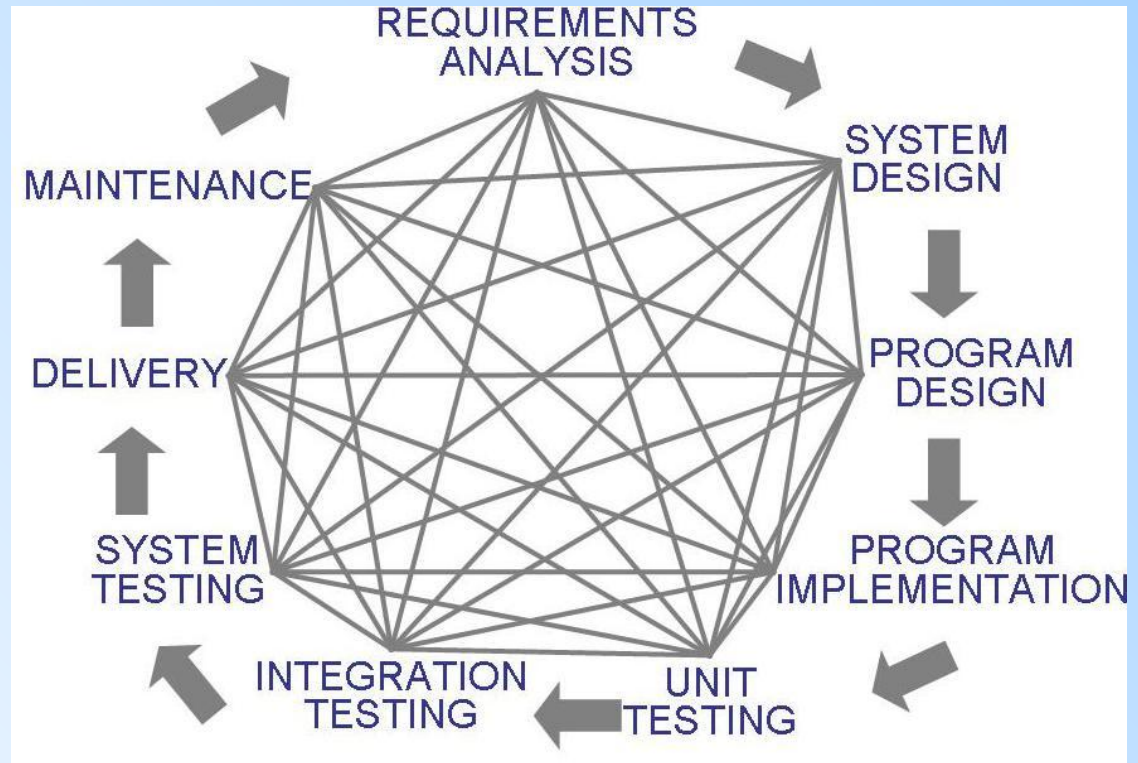 REQUIREMENTS
ANALYSIS
SYSTEM
DESIGN
PROGRAM
DESIGN
PROGRAM
IMPLEMENTATION
UNIT
TESTING
INTEGRATION
TESTING
SYSTEM
TESTING
DELIVERY
MAINTENANCE